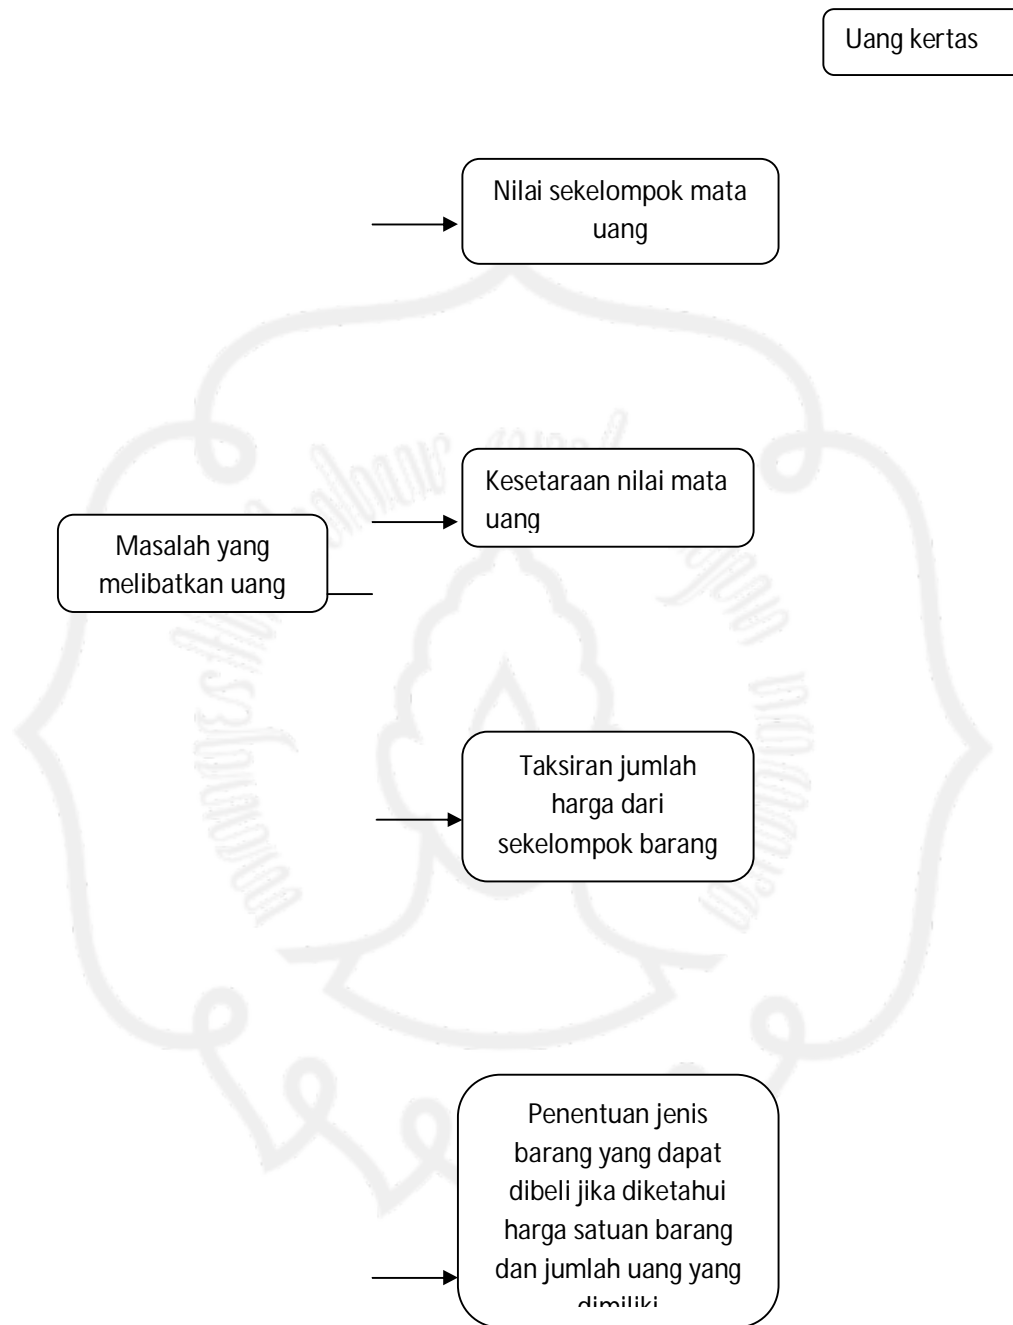 Uang kertas
Nilai sekelompok mata
uang
Kesetaraan nilai mata
uang
Masalah yang
melibatkan uang
Taksiran jumlah
harga dari
sekelompok barang
Penentuan jenis
barang yang dapat
dibeli jika diketahui
harga satuan barang
dan jumlah uang yang
dimiliki